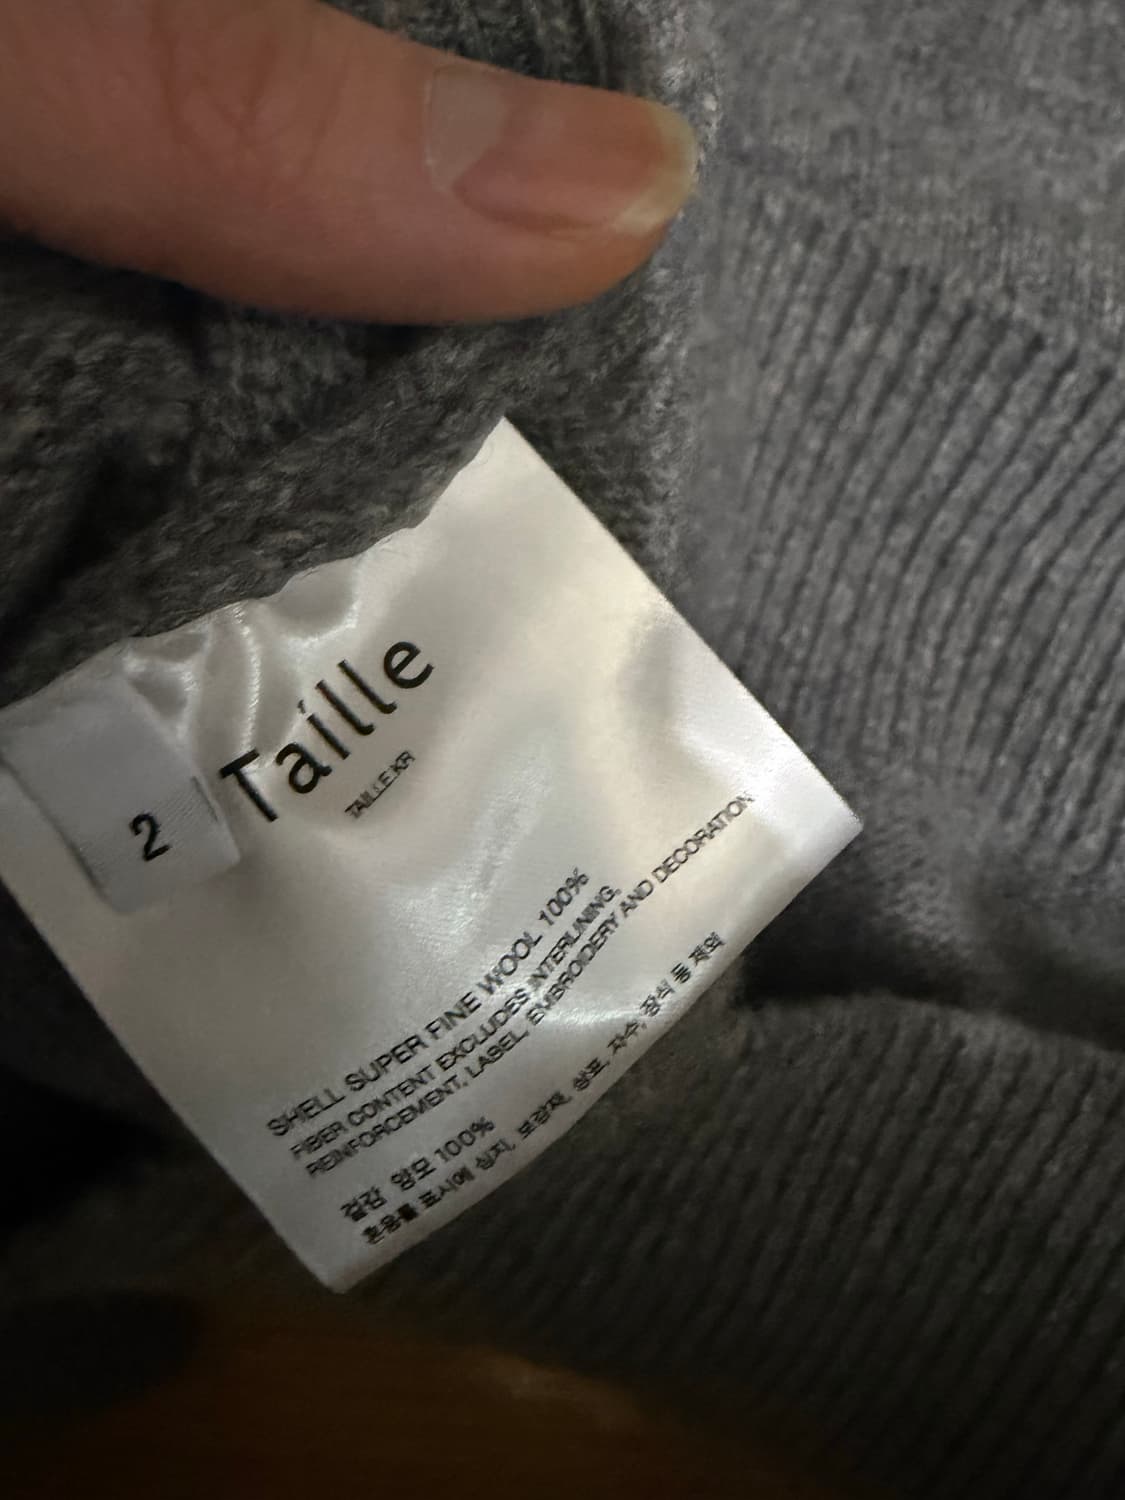 2
Taille
TAILLE.KR
SHELL SUPER FINE WOOL 100%
FIBER CONTENT EXCLUDES INTERLINING,
REINFORCEMENT, LABEL, EMBROIDERY AND DECORATION
겉감 양모 100%
혼용률 표시에 심지, 보강재, 상표, 자수, 장식 등 제외